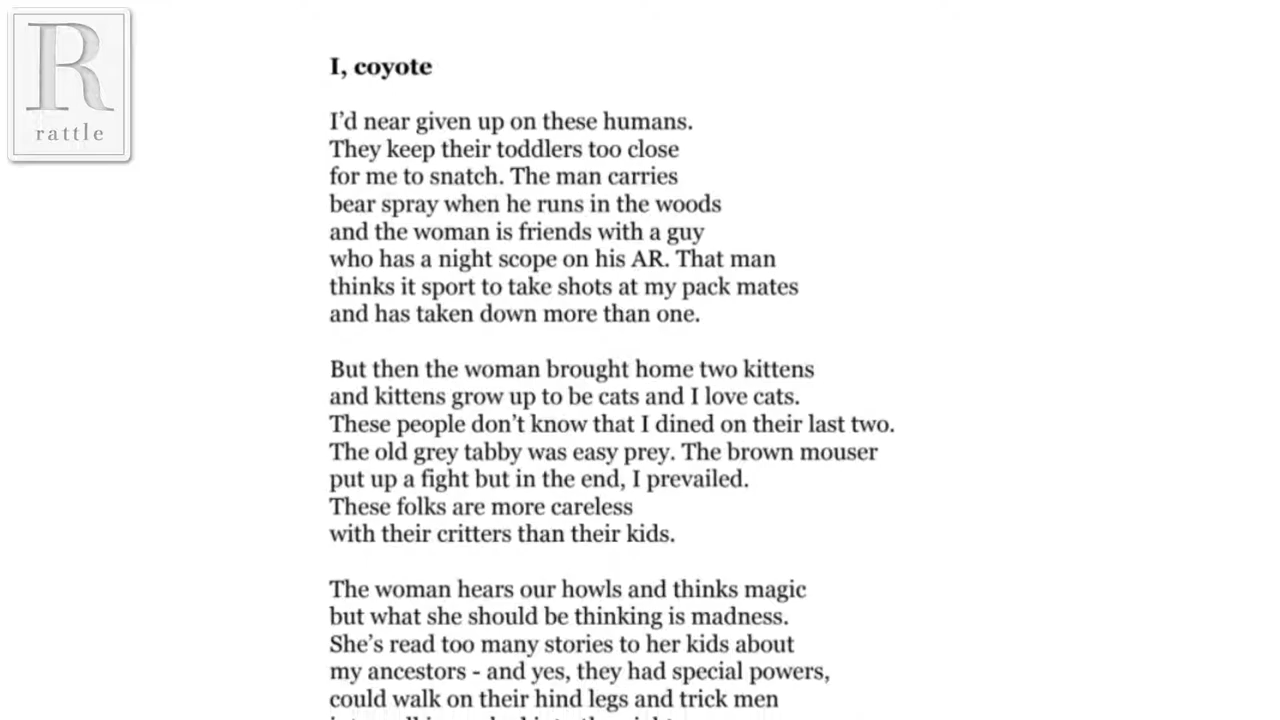 R
rattle
I, coyote
I'd near given up on these humans.
They keep their toddlers too close
for me to snatch. The man carries
bear spray when he runs in the woods
and the woman is friends with a guy
who has a night scope on his AR. That man
thinks it sport to take shots at my pack mates
and has taken down more than one.
But then the woman brought home two kittens
and kittens grow up to be cats and I love cats.
These people don't know that I dined on their last two.
The old grey tabby was easy prey. The brown mouser
put up a fight but in the end, I prevailed.
These folks are more careless
with their critters than their kids.
The woman hears our howls and thinks magic
but what she should be thinking is madness.
She's read too many stories to her kids about
my ancestors - and yes, they had special powers,
could walk on their hind legs and trick men